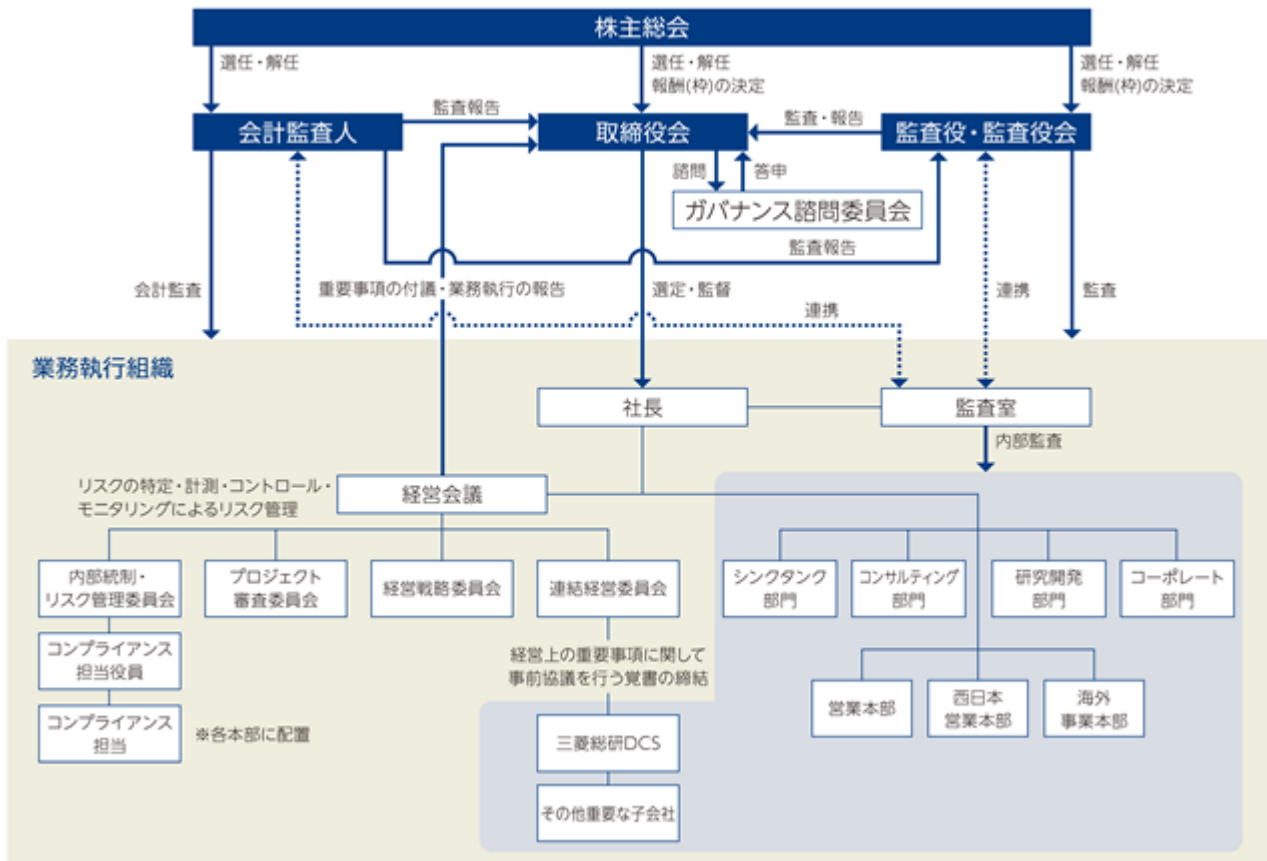 株主総会
選任・解任
選任・解任
報酬(枠)の決定
選任・解任
報酬(枠)の決定
会計監査人
監査報告
取締役会
監査・報告
監査役・監査役会
諮問
答申
ガバナンス諮問委員会
監査報告
会計監査
重要事項の付議・業務執行の報告
選定・監督
連携
連携
監査
業務執行組織
社長
監査室
内部監査
リスクの特定・計測・コントロール・
モニタリングによるリスク管理
経営会議
内部統制・
リスク管理委員会
プロジェクト
審査委員会
経営戦略委員会
連結経営委員会
シンクタンク
部門
コンサルティング
部門
研究開発
部門
コーポレート
部門
コンプライアンス
担当役員
経営上の重要事項に関して
事前協議を行う覚書の締結
コンプライアンス
担当
※各本部に配置
営業本部
西日本
営業本部
海外
事業本部
三菱総研DCS
その他重要な子会社